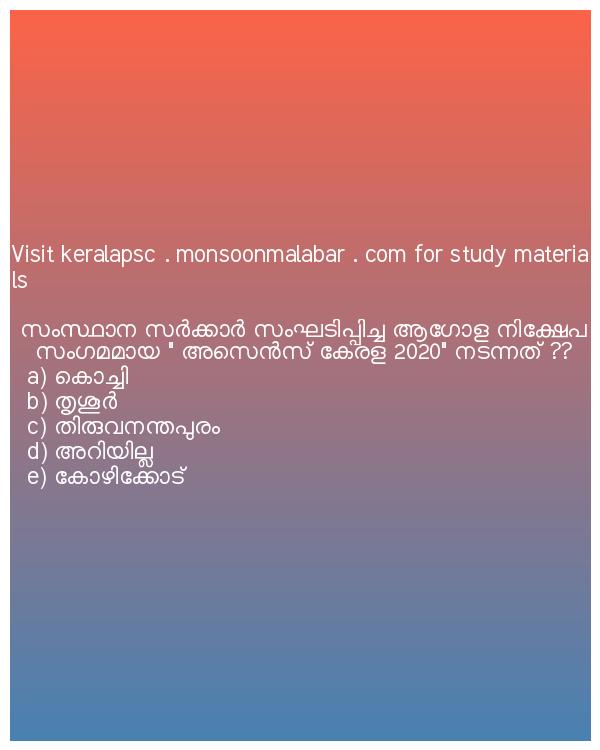 Visit keralapsc . monsoonmalabar . com for study materia
ls
സംസ്ഥാന സർക്കാർ സംഘടിപ്പിച്ച ആഗോള നിക്ഷേപ
സംഗമമായ " അസെൻസ് കേരള 2020" നടന്നത് ??
a) കൊച്ചി
b) തൃശൂർ
c) തിരുവനന്തപുരം
d) അറിയില്ല
e) കോഴിക്കോട്